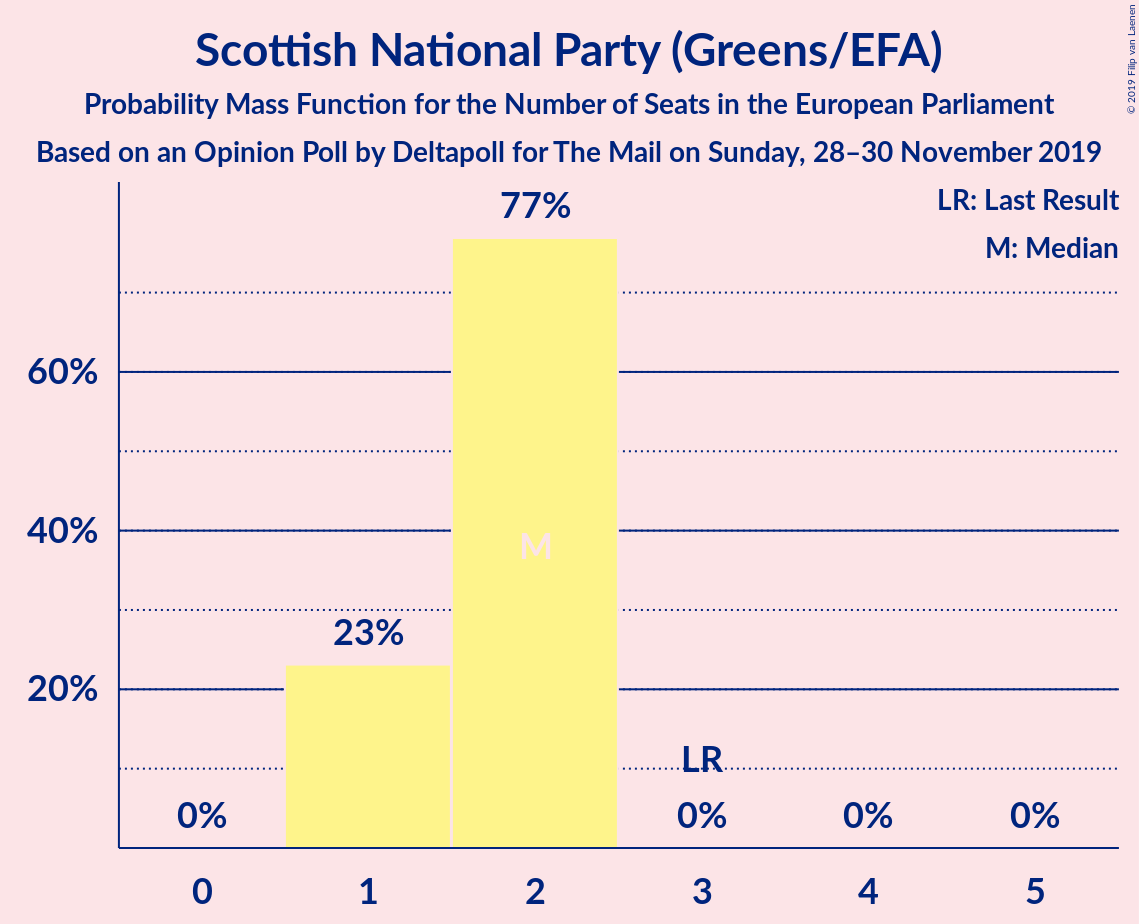 Scottish National Party (Greens/EFA)
Probability Mass Function for the Number of Seats in the European Parliament
Based on an Opinion Poll by Deltapoll for The Mail on Sunday, 28–30 November 2019
© 2019 Filip van Laenen
LR: Last Result
M: Median
77%
60%
40%
M
23%
20%
LR
0%
0%
0%
0%
0
1
2
3
4
5